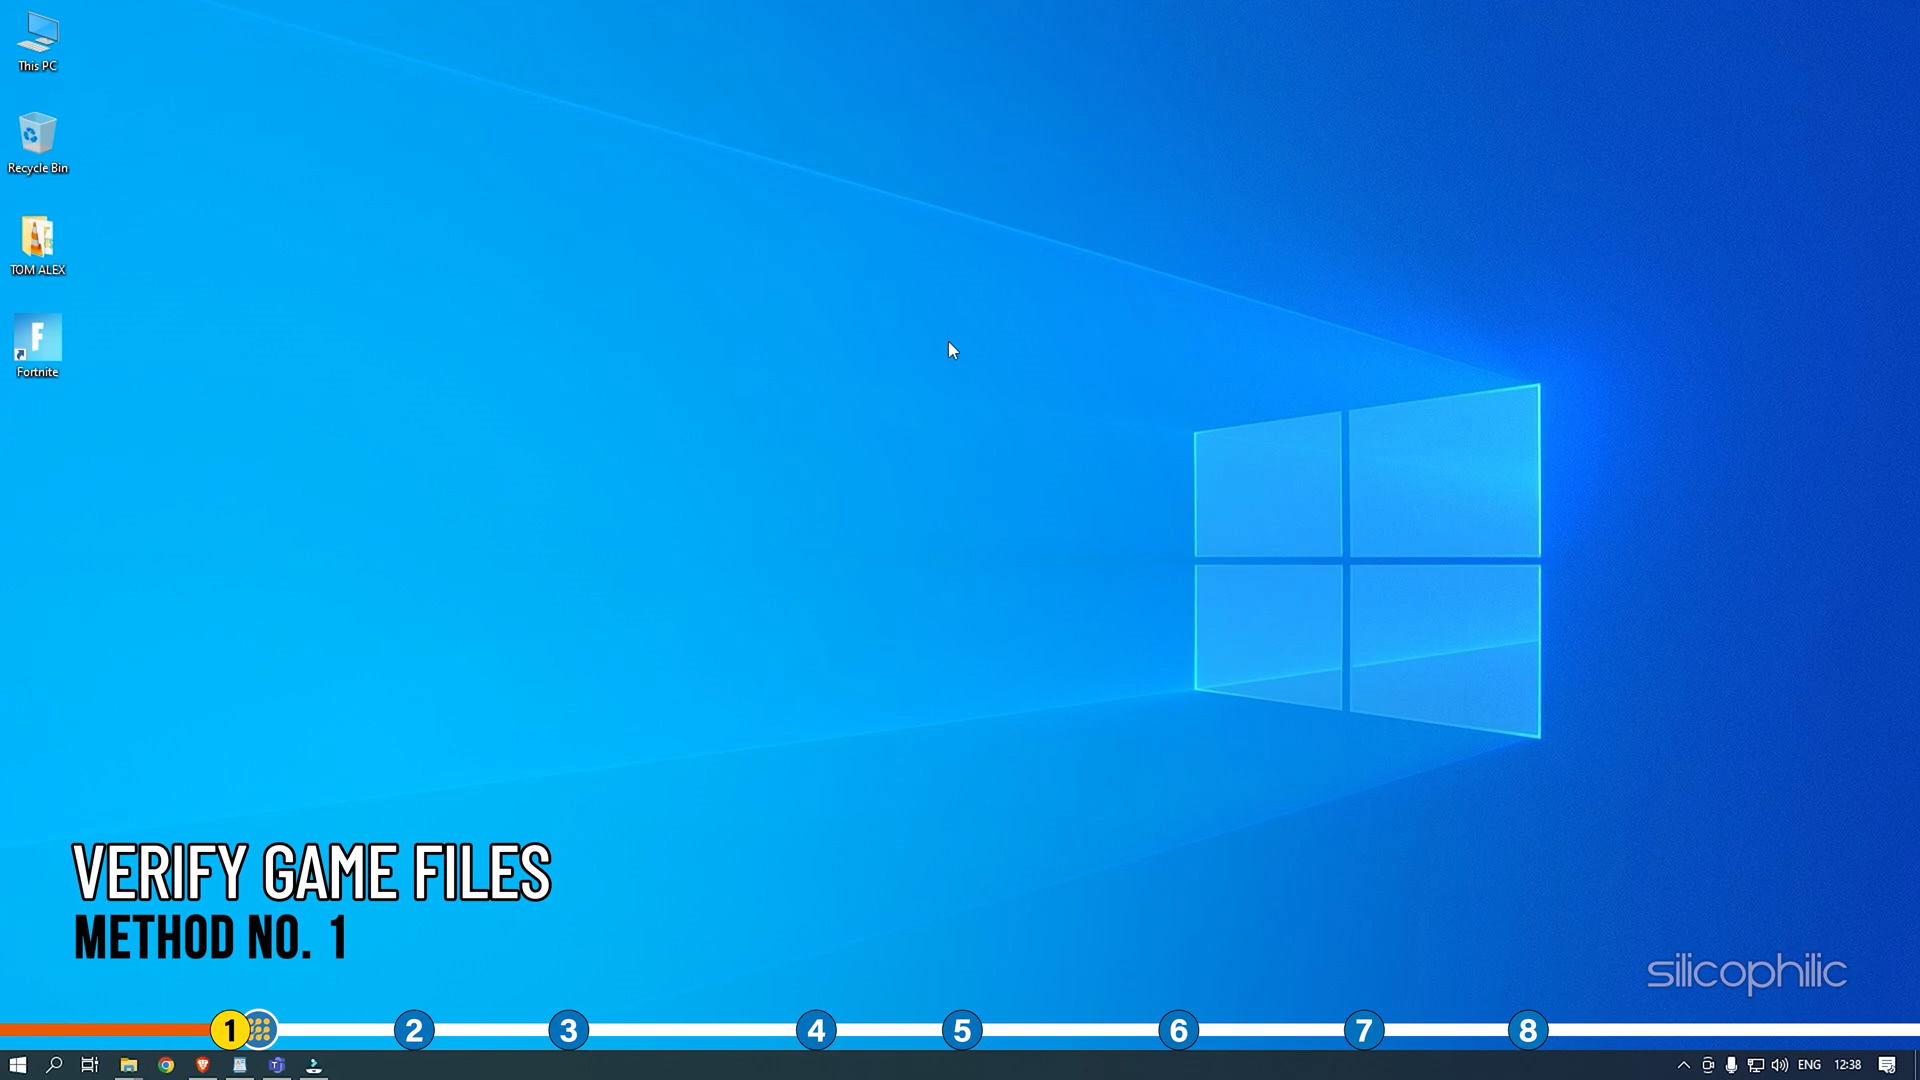 This PC
Recycle Bin
TOM ALEX
F
Fortnite
VERIFY GAME FILES
METHOD NO. 1
silicophilic
1 2 3 4 5 6 7 8
ENG 12:38